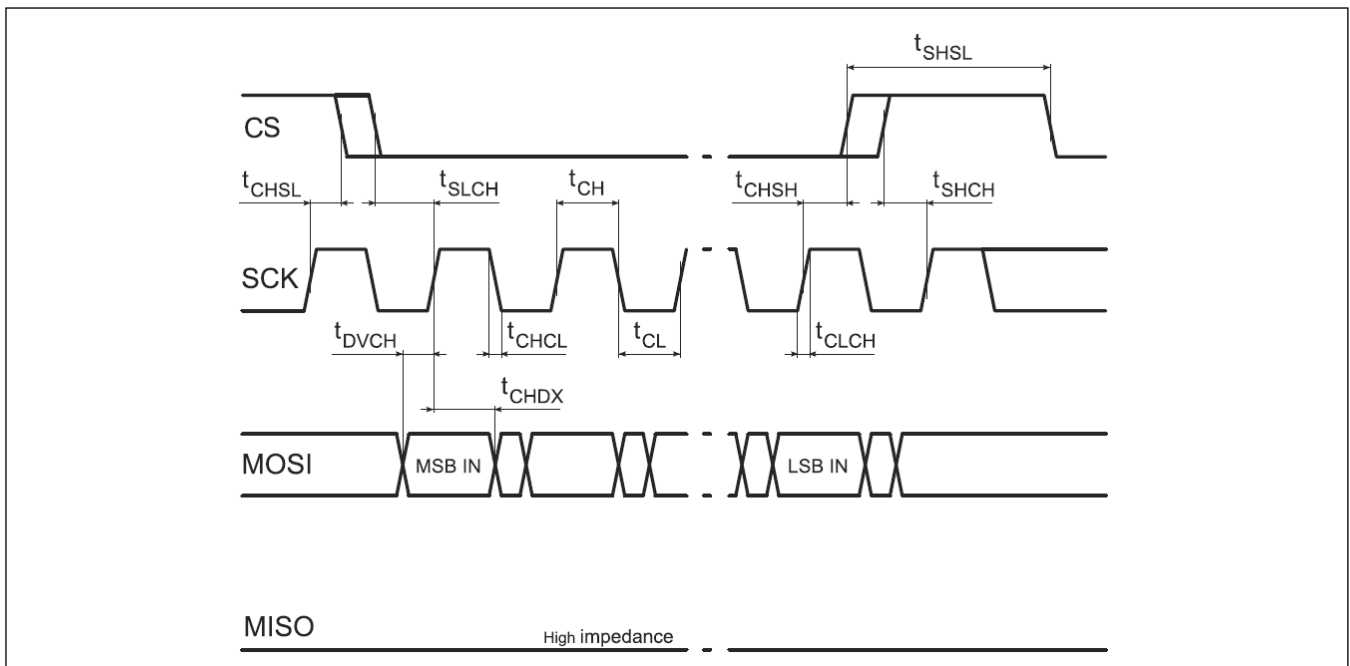 tSHSL
CS
tCHSL tSLCH tCH tCHSH tSHCH
SCK
tDVCH tCHCL tCL tCLCH
tCHDX
MOSI MSB IN LSB IN
MISO High impedance